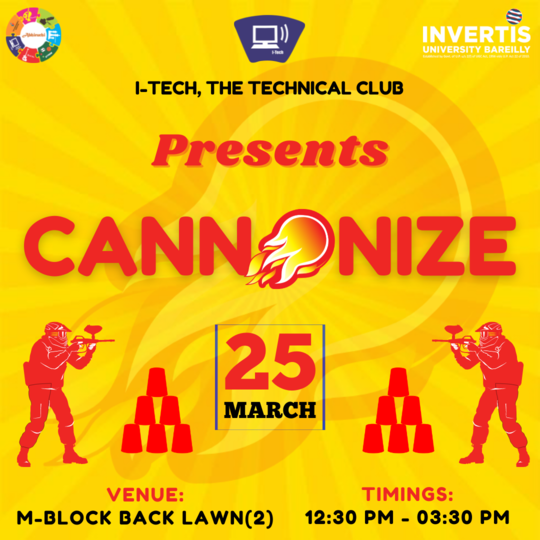 i-Tech
INVERTIS
UNIVERSITY BAREILLY
I-TECH, THE TECHNICAL CLUB
Presents
CANNONIZE
25
MARCH
VENUE:
M-BLOCK BACK LAWN(2)
TIMINGS:
12:30 PM - 03:30 PM